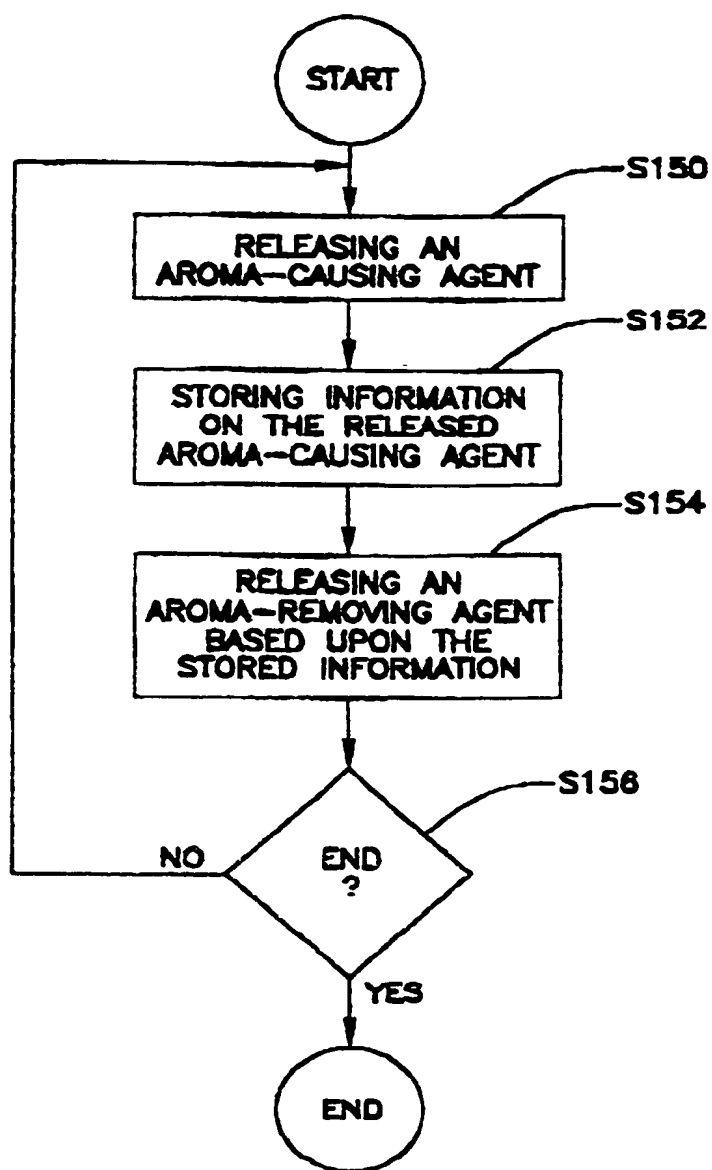 START
S150
RELEASING AN
AROMA-CAUSING AGENT
S152
STORING INFORMATION
ON THE RELEASED
AROMA-CAUSING AGENT
S154
RELEASING AN
AROMA-REMOVING AGENT
BASED UPON THE
STORED INFORMATION
S156
NO
END
?
YES
END